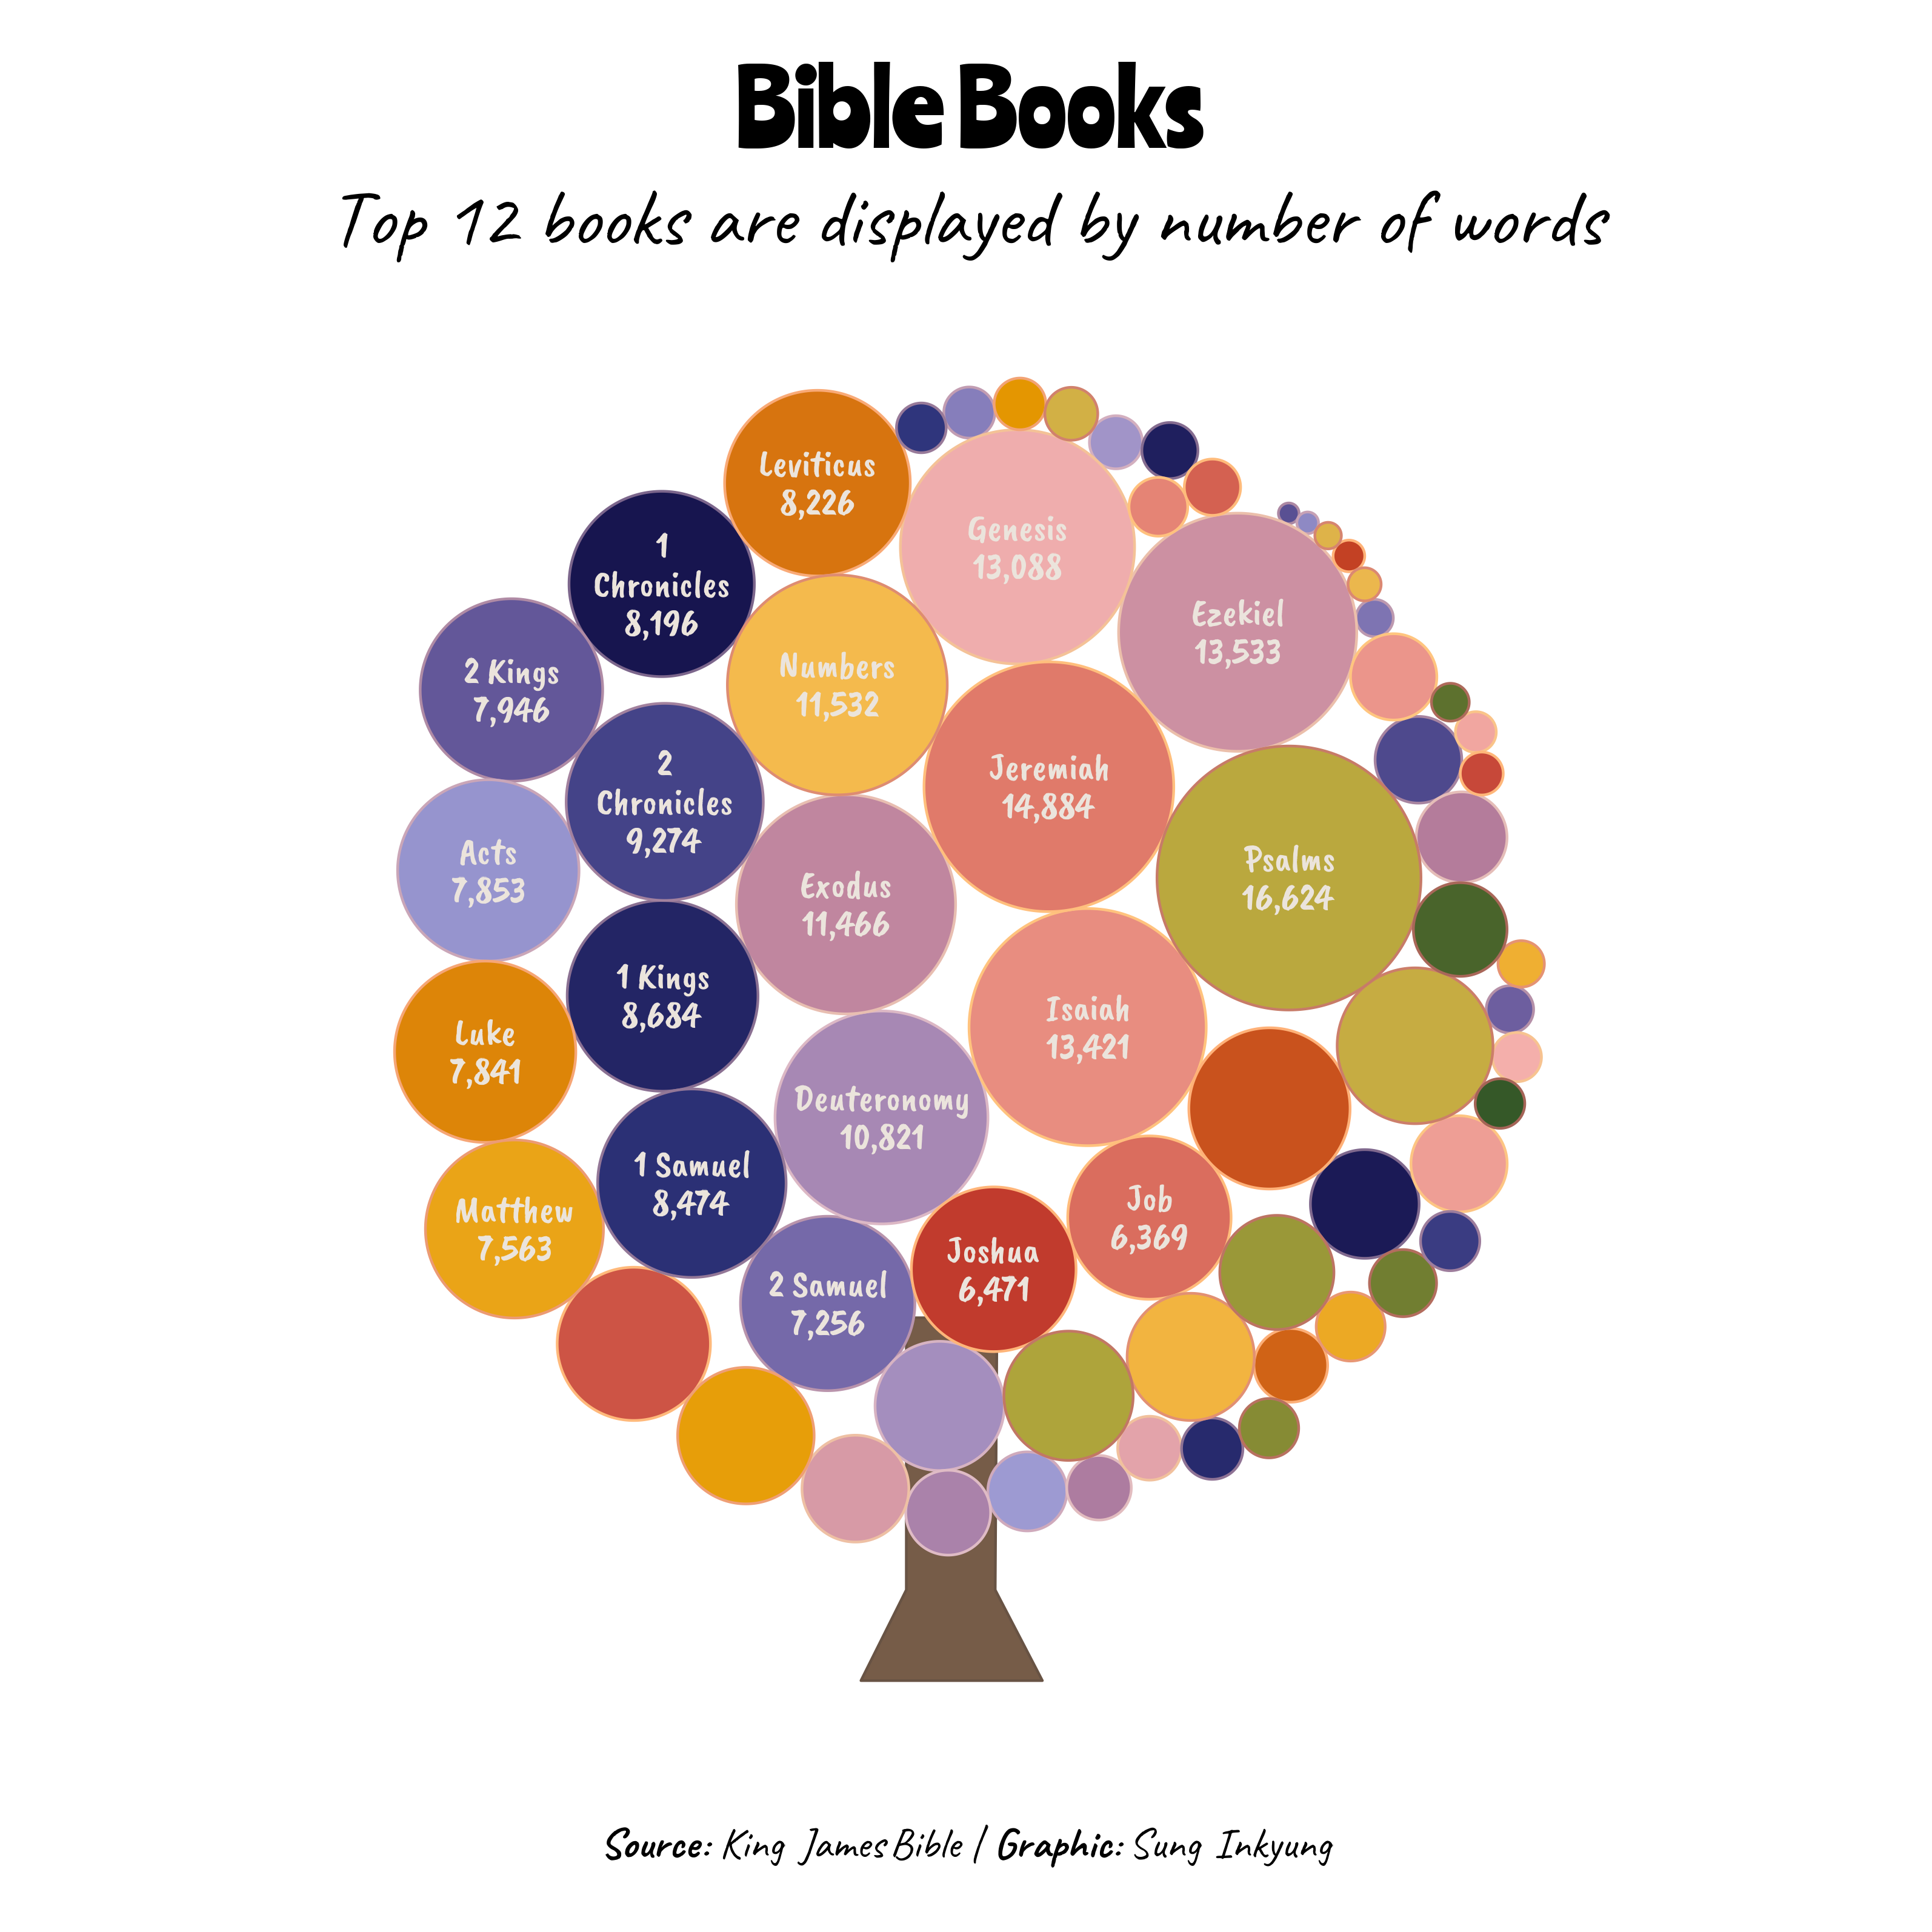 Bible Books
Top 12 books are displayed by number of words
Leviticus
8,226
Genesis
13,088
1
Chronicles
8,196
Ezekiel
13,533
2 Kings
7,946
Numbers
11,532
2
Chronicles
9,274
Jeremiah
14,884
Acts
7,853
Exodus
11,466
Psalms
16,624
1 Kings
8,684
Isaiah
13,421
Luke
7,841
Deuteronomy
10,821
1 Samuel
8,474
Job
6,369
Matthew
7,563
Joshua
6,471
2 Samuel
7,256
Source: King James Bible / Graphic: Sung Inkyung